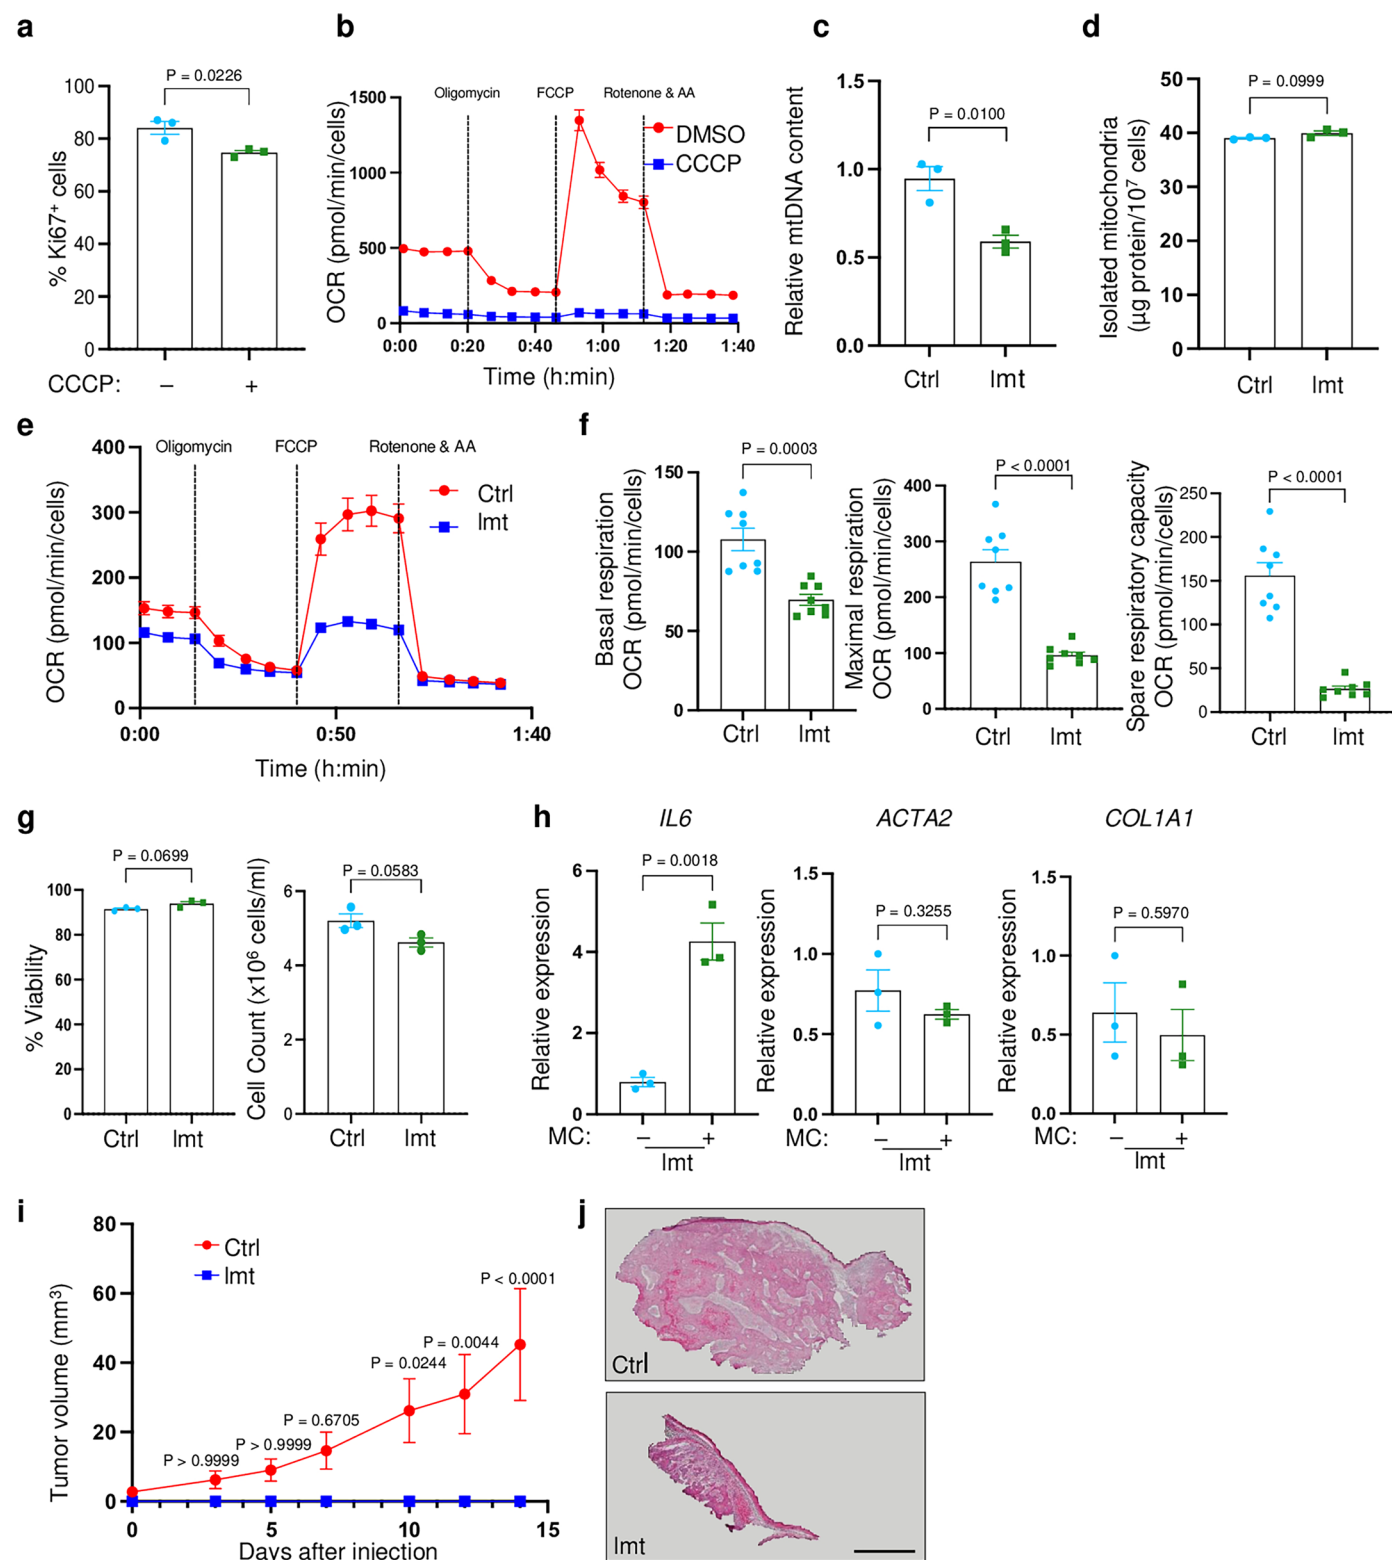 a
% Ki67+ cells
100
80
60
40
20
0
P = 0.0226
CCCP: – +
b
OCR (pmol/min/cells)
1500
1000
500
0
Oligomycin FCCP Rotenone & AA
DMSO
CCCP
0:00 0:20 0:40 1:00 1:20 1:40
Time (h:min)
c
Relative mtDNA content
1.5
1.0
0.5
0.0
P = 0.0100
Ctrl Imt
d
Isolated mitochondria
(µg protein/10⁷ cells)
50
40
30
20
10
0
P = 0.0999
Ctrl Imt
e
OCR (pmol/min/cells)
400
300
200
100
0
Oligomycin FCCP Rotenone & AA
Ctrl
Imt
0:00 0:50 1:40
Time (h:min)
f
Basal respiration
OCR (pmol/min/cells)
150
100
50
0
P = 0.0003
Ctrl Imt
Maximal respiration
OCR (pmol/min/cells)
400
300
200
100
0
P < 0.0001
Ctrl Imt
Spare respiratory capacity
OCR (pmol/min/cells)
250
200
150
100
50
0
P < 0.0001
Ctrl Imt
g
% Viability
100
80
60
40
20
0
P = 0.0699
Ctrl Imt
Cell Count (x10⁶ cells/ml)
6
4
2
0
P = 0.0583
Ctrl Imt
h
IL6
Relative expression
6
4
2
0
P = 0.0018
MC: – +
Imt
ACTA2
Relative expression
1.5
1.0
0.5
0.0
P = 0.3255
MC: – +
Imt
COL1A1
Relative expression
1.5
1.0
0.5
0.0
P = 0.5970
MC: – +
Imt
i
Tumor volume (mm³)
80
60
40
20
0
Ctrl
Imt
P > 0.9999
P > 0.9999
P = 0.6705
P = 0.0244
P = 0.0044
P < 0.0001
0 5 10 15
Days after injection
j
Ctrl
Imt